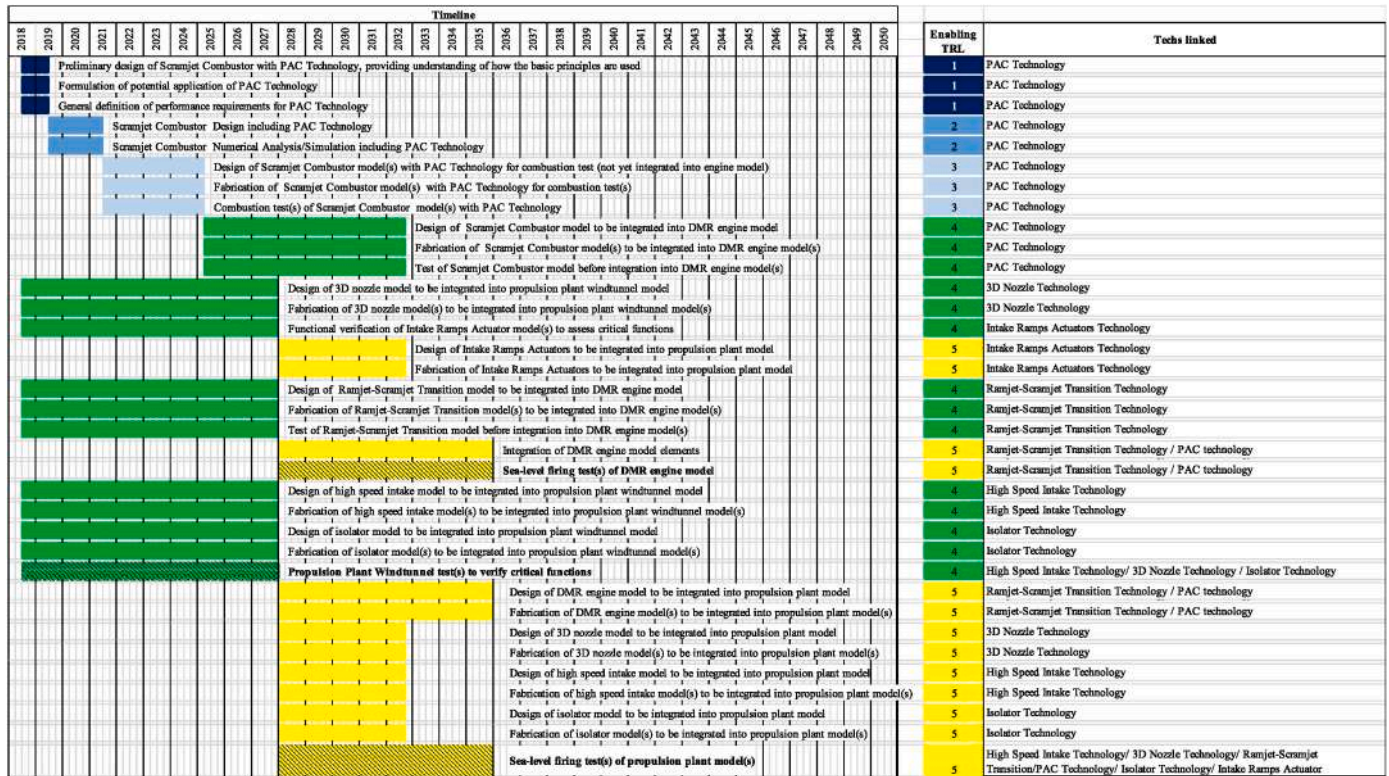 Timeline
2018 2019 2020 2021 2022 2023 2024 2025 2026 2027 2028 2029 2030 2031 2032 2033 2034 2035 2036 2037 2038 2039 2040 2041 2042 2043 2044 2045 2046 2047 2048 2049 2050 Enabling TRL Techs linked
Preliminary design of Scramjet Combustor with PAC Technology, providing understanding of how the basic principles are used 1 PAC Technology
Formulation of potential application of PAC Technology 1 PAC Technology
General definition of performance requirements for PAC Technology 1 PAC Technology
Scramjet Combustor Design including PAC Technology 2 PAC Technology
Scramjet Combustor Numerical Analysis/Simulation including PAC Technology 2 PAC Technology
Design of Scramjet Combustor model(s) with PAC Technology for combustion test (not yet integrated into engine model) 3 PAC Technology
Fabrication of Scramjet Combustor model(s) with PAC Technology for combustion test(s) 3 PAC Technology
Combustion test(s) of Scramjet Combustor model(s) with PAC Technology 3 PAC Technology
Design of Scramjet Combustor model to be integrated into DMR engine model 4 PAC Technology
Fabrication of Scramjet Combustor model(s) to be integrated into DMR engine model(s) 4 PAC Technology
Test of Scramjet Combustor model before integration into DMR engine model(s) 4 PAC Technology
Design of 3D nozzle model to be integrated into propulsion plant windtunnel model 4 3D Nozzle Technology
Fabrication of 3D nozzle model(s) to be integrated into propulsion plant windtunnel model(s) 4 3D Nozzle Technology
Functional verification of Intake Ramps Actuator model(s) to assess critical functions 4 Intake Ramps Actuators Technology
Design of Intake Ramps Actuators to be integrated into propulsion plant model 5 Intake Ramps Actuators Technology
Fabrication of Intake Ramps Actuators to be integrated into propulsion plant model(s) 5 Intake Ramps Actuators Technology
Design of Ramjet-Scramjet Transition model to be integrated into DMR engine model 4 Ramjet-Scramjet Transition Technology
Fabrication of Ramjet-Scramjet Transition model(s) to be integrated into DMR engine model(s) 4 Ramjet-Scramjet Transition Technology
Test of Ramjet-Scramjet Transition model before integration into DMR engine model(s) 4 Ramjet-Scramjet Transition Technology
Integration of DMR engine model elements 5 Ramjet-Scramjet Transition Technology / PAC technology
Sea-level firing test(s) of DMR engine model 5 Ramjet-Scramjet Transition Technology / PAC technology
Design of high speed intake model to be integrated into propulsion plant windtunnel model 4 High Speed Intake Technology
Fabrication of high speed intake model(s) to be integrated into propulsion plant windtunnel model(s) 4 High Speed Intake Technology
Design of isolator model to be integrated into propulsion plant windtunnel model 4 Isolator Technology
Fabrication of isolator model(s) to be integrated into propulsion plant windtunnel model(s) 4 Isolator Technology
Propulsion Plant Windtunnel test(s) to verify critical functions 4 High Speed Intake Technology/ 3D Nozzle Technology / Isolator Technology
Design of DMR engine model to be integrated into propulsion plant model 5 Ramjet-Scramjet Transition Technology / PAC technology
Fabrication of DMR engine model(s) to be integrated into propulsion plant model(s) 5 Ramjet-Scramjet Transition Technology / PAC technology
Design of 3D nozzle model to be integrated into propulsion plant model 5 3D Nozzle Technology
Fabrication of 3D nozzle model(s) to be integrated into propulsion plant model(s) 5 3D Nozzle Technology
Design of high speed intake model to be integrated into propulsion plant model 5 High Speed Intake Technology
Fabrication of high speed intake model(s) to be integrated into propulsion plant model(s) 5 High Speed Intake Technology
Design of isolator model to be integrated into propulsion plant model 5 Isolator Technology
Fabrication of isolator model(s) to be integrated into propulsion plant model(s) 5 Isolator Technology
Sea-level firing test(s) of propulsion plant model(s) 5 High Speed Intake Technology/ 3D Nozzle Technology/ Ramjet-Scramjet
Transition/PAC Technology/ Isolator Technology/ Intake Ramps Actuator